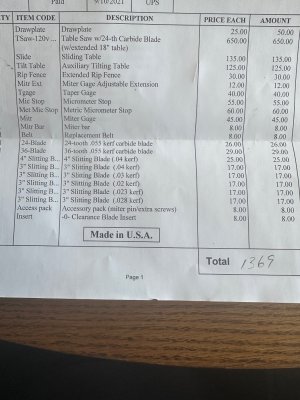 Paid 9/16/2021 UPS
TY ITEM CODE DESCRIPTION PRICE EACH AMOUNT
Drawplate Drawplate 25.00 50.00
TSaw-120v... Table Saw w/24-th Carbide Blade 650.00 650.00
(w/extended 18" table)
Slide Sliding Table 135.00 135.00
Tilt Table Auxiliary Tilting Table 125.00 125.00
Rip Fence Extended Rip Fence 30.00 30.00
Mitr Ext Miter Gage Adjustable Extension 12.00 12.00
Tgage Taper Gage 40.00 40.00
Mic Stop Micrometer Stop 55.00 55.00
Met Mic Stop Metric Micrometer Stop 60.00 60.00
Mitr Miter Gage 45.00 45.00
Mitr Bar Miter bar 8.00 8.00
Belt Replacement Belt 8.00 8.00
24-Blade 24-tooth .055 kerf carbide blade 26.00 26.00
36-Blade 36-tooth .055 kerf carbide blade 29.00 29.00
4" Slitting B... 4" Slitting Blade (.04 kerf) 25.00 25.00
3" Slitting B... 3" Slitting Blade (.04 kerf) 17.00 17.00
3" Slitting B... 3" Slitting Blade (.03 kerf) 17.00 17.00
3" Slitting B... 3" Slitting Blade (.02 kerf) 17.00 17.00
3" Slitting B... 3" Slitting Blade (.023 kerf) 17.00 17.00
3" Slitting B... 3" Slitting Blade (.028 kerf) 17.00 17.00
Access pack Accessory pack (miter pin/extra screws) 8.00 8.00
Insert -0- Clearance Blade Insert 8.00 8.00
Made in U.S.A.
Total 1369
Page 1